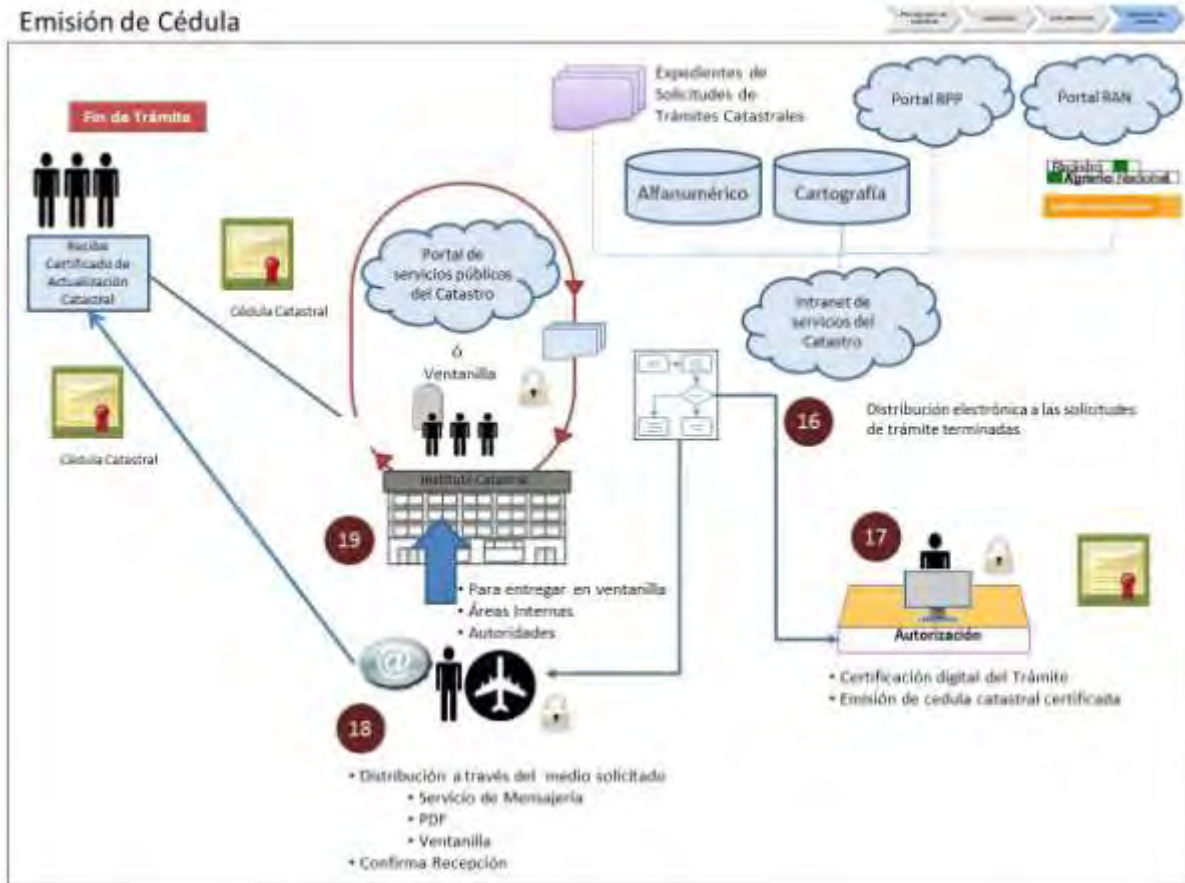 Emisión de Cédula
Fin de Trámite
Expedientes de
Solicitudes de
Trámites Catastrales
Portal RPP
Portal RAN
Registro
Agrario Nacional
Alfanumérico
Cartografía
Recibe
Certificado de
Actualización
Catastral
Cédula Catastral
Portal de
servicios públicos
del Catastro
ó
Ventanilla
Intranet de
servicios del
Catastro
Cédula Catastral
16
Distribución electrónica a las solicitudes
de trámite terminadas
Instituto Catastral
19
17
• Para entregar en ventanilla
• Áreas Internas
• Autoridades
Autorización
• Certificación digital del Trámite
• Emisión de cedula catastral certificada
@
18
• Distribución a través del medio solicitado
• Servicio de Mensajería
• PDF
• Ventanilla
• Confirma Recepción